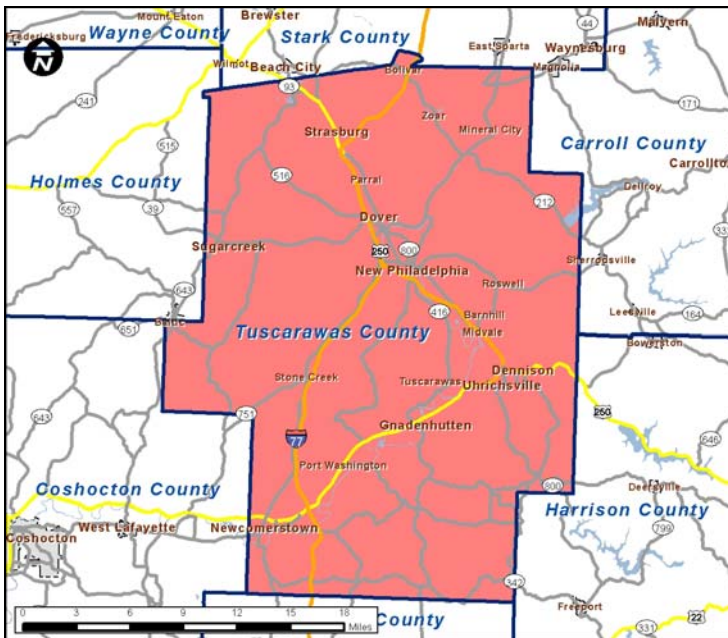 Fredericksburg
Mount Eaton
Brewster
Wayne County
Stark County
44
Malvern
East Sparta
Waynesburg
N
Wilmot
Beach City
Bolivar
Magnolia
93
241
Zoar
171
Strasburg
Mineral City
515
Carroll County
Parral
Carrollton
Holmes County
516
Dellroy
557
39
212
332
Dover
Sugarcreek
250
800
Sherrodsville
New Philadelphia
643
Roswell
416
Barnhill
Leesville
164
651
Baltic
Tuscarawas County
Midvale
Bowerston
Dennison
Stone Creek
Tuscarawas
Uhrichsville
643
751
250
Gnadenhutten
77
646
Port Washington
Coshocton County
800
Deersville
Harrison County
West Lafayette
Newcomerstown
799
Coshocton
342
Freeport
0 3 6 9 12 15 18
Miles
County
331
22